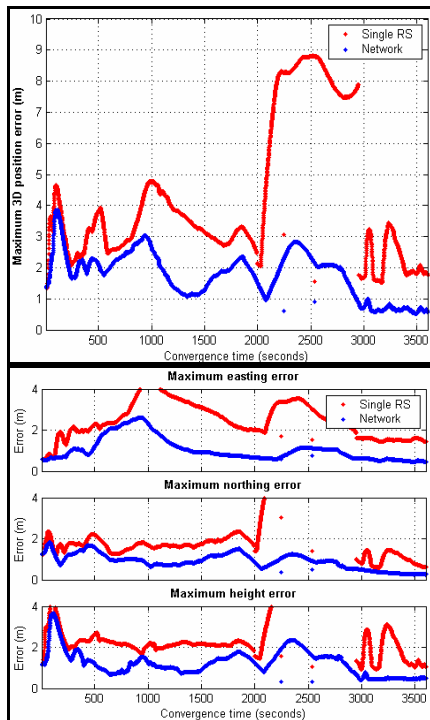 Maximum 3D position error (m)
10
9
8
7
6
5
4
3
2
1
0
Single RS
Network
500 1000 1500 2000 2500 3000 3500
Convergence time (seconds)
Maximum easting error
Error (m)
4
2
0
Single RS
Network
Maximum northing error
Error (m)
4
2
0
Maximum height error
Error (m)
4
2
0
500 1000 1500 2000 2500 3000 3500
Convergence time (seconds)